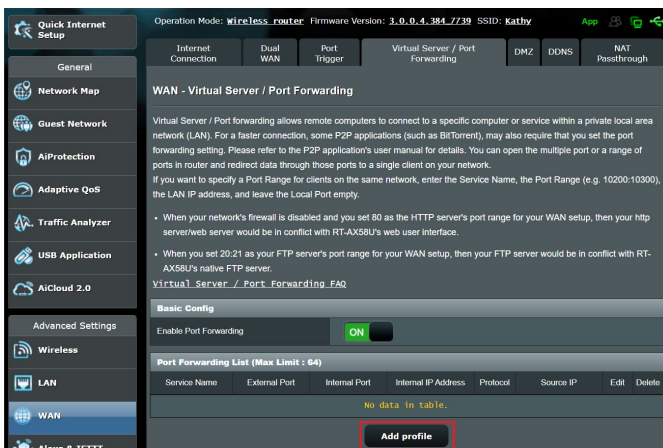 Quick Internet
Setup
General
Network Map
Guest Network
AiProtection
Adaptive QoS
Traffic Analyzer
USB Application
AiCloud 2.0
Advanced Settings
Wireless
LAN
WAN
Operation Mode: Wireless router Firmware Version: 3.0.0.4.384_7739 SSID: Kathy App
Internet Connection
Dual WAN
Port Trigger
Virtual Server / Port Forwarding
DMZ
DDNS
NAT Passthrough
WAN - Virtual Server / Port Forwarding
Virtual Server / Port forwarding allows remote computers to connect to a specific computer or service within a private local area
network (LAN). For a faster connection, some P2P applications (such as BitTorrent), may also require that you set the port
forwarding setting. Please refer to the P2P application's user manual for details. You can open the multiple port or a range of
ports in router and redirect data through those ports to a single client on your network.
If you want to specify a Port Range for clients on the same network, enter the Service Name, the Port Range (e.g. 10200:10300),
the LAN IP address, and leave the Local Port empty.
• When your network's firewall is disabled and you set 80 as the HTTP server's port range for your WAN setup, then your http
server/web server would be in conflict with RT-AX58U's web user interface.
• When you set 20:21 as your FTP server's port range for your WAN setup, then your FTP server would be in conflict with RT-
AX58U's native FTP server.
Virtual Server / Port Forwarding FAQ
Basic Config
Enable Port Forwarding ON
Port Forwarding List (Max Limit : 64)
Service Name External Port Internal Port Internal IP Address Protocol Source IP Edit Delete
No data in table.
Add profile